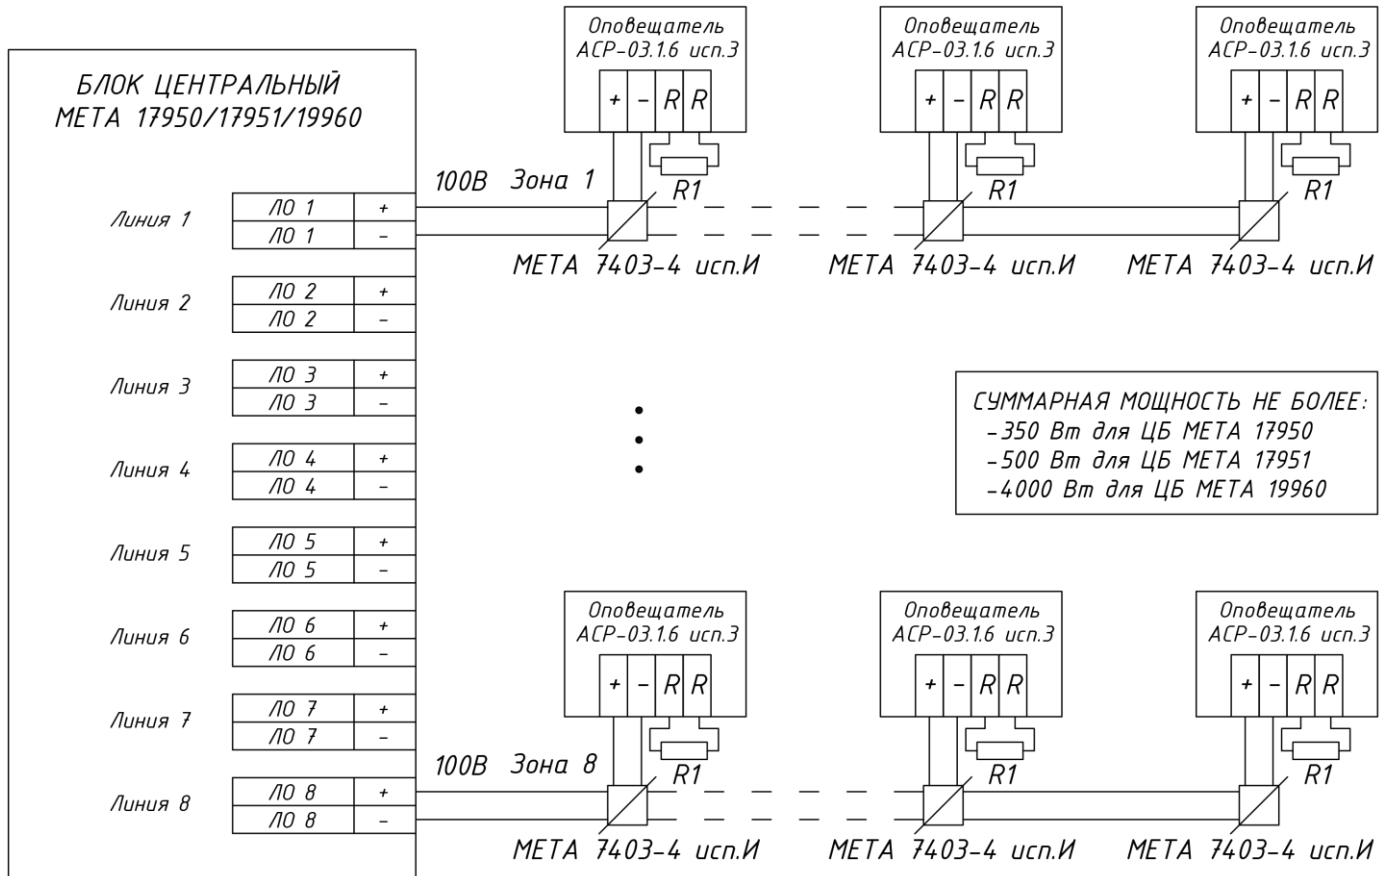 БЛОК ЦЕНТРАЛЬНЫЙ
МЕТА 17950/17951/19960
Линия 1
ЛО 1 +
ЛО 1 -
Линия 2
ЛО 2 +
ЛО 2 -
Линия 3
ЛО 3 +
ЛО 3 -
Линия 4
ЛО 4 +
ЛО 4 -
Линия 5
ЛО 5 +
ЛО 5 -
Линия 6
ЛО 6 +
ЛО 6 -
Линия 7
ЛО 7 +
ЛО 7 -
Линия 8
ЛО 8 +
ЛО 8 -
100В Зона 1
Оповещатель
АСР-03.1.6 исп.3
+ - R R
R1
МЕТА 7403-4 исп.И
Оповещатель
АСР-03.1.6 исп.3
+ - R R
R1
МЕТА 7403-4 исп.И
Оповещатель
АСР-03.1.6 исп.3
+ - R R
R1
МЕТА 7403-4 исп.И
СУММАРНАЯ МОЩНОСТЬ НЕ БОЛЕЕ:
-350 Вт для ЦБ МЕТА 17950
-500 Вт для ЦБ МЕТА 17951
-4000 Вт для ЦБ МЕТА 19960
100В Зона 8
Оповещатель
АСР-03.1.6 исп.3
+ - R R
R1
МЕТА 7403-4 исп.И
Оповещатель
АСР-03.1.6 исп.3
+ - R R
R1
МЕТА 7403-4 исп.И
Оповещатель
АСР-03.1.6 исп.3
+ - R R
R1
МЕТА 7403-4 исп.И